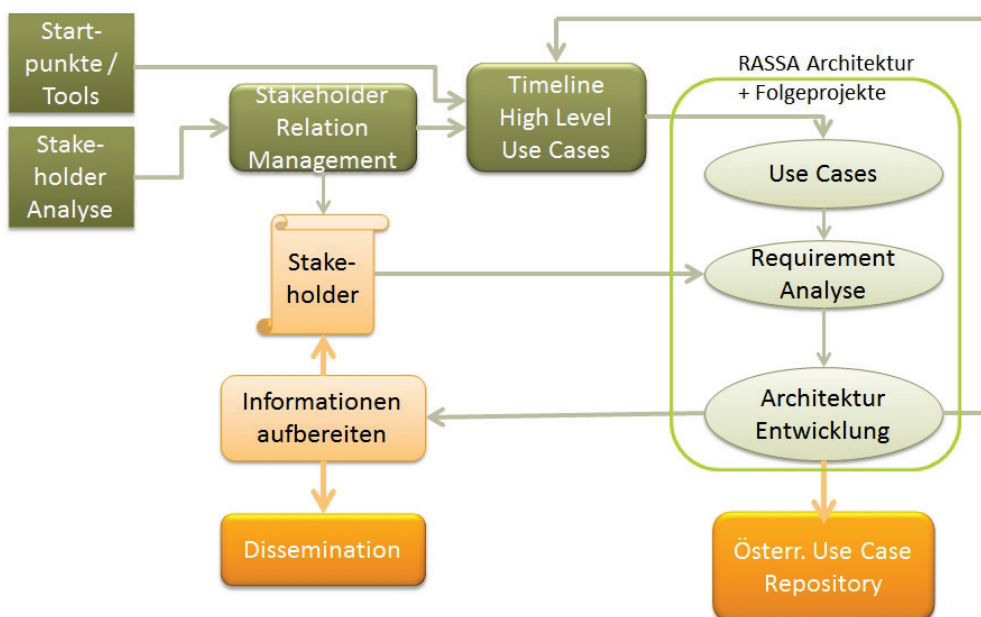 Start-
punkte /
Tools
Stake-
holder
Analyse
Stakeholder
Relation
Management
Timeline
High Level
Use Cases
RASSA Architektur
+ Folgeprojekte
Use Cases
Requirement
Analyse
Architektur
Entwicklung
Stake-
holder
Informationen
aufbereiten
Dissemination
Österr. Use Case
Repository